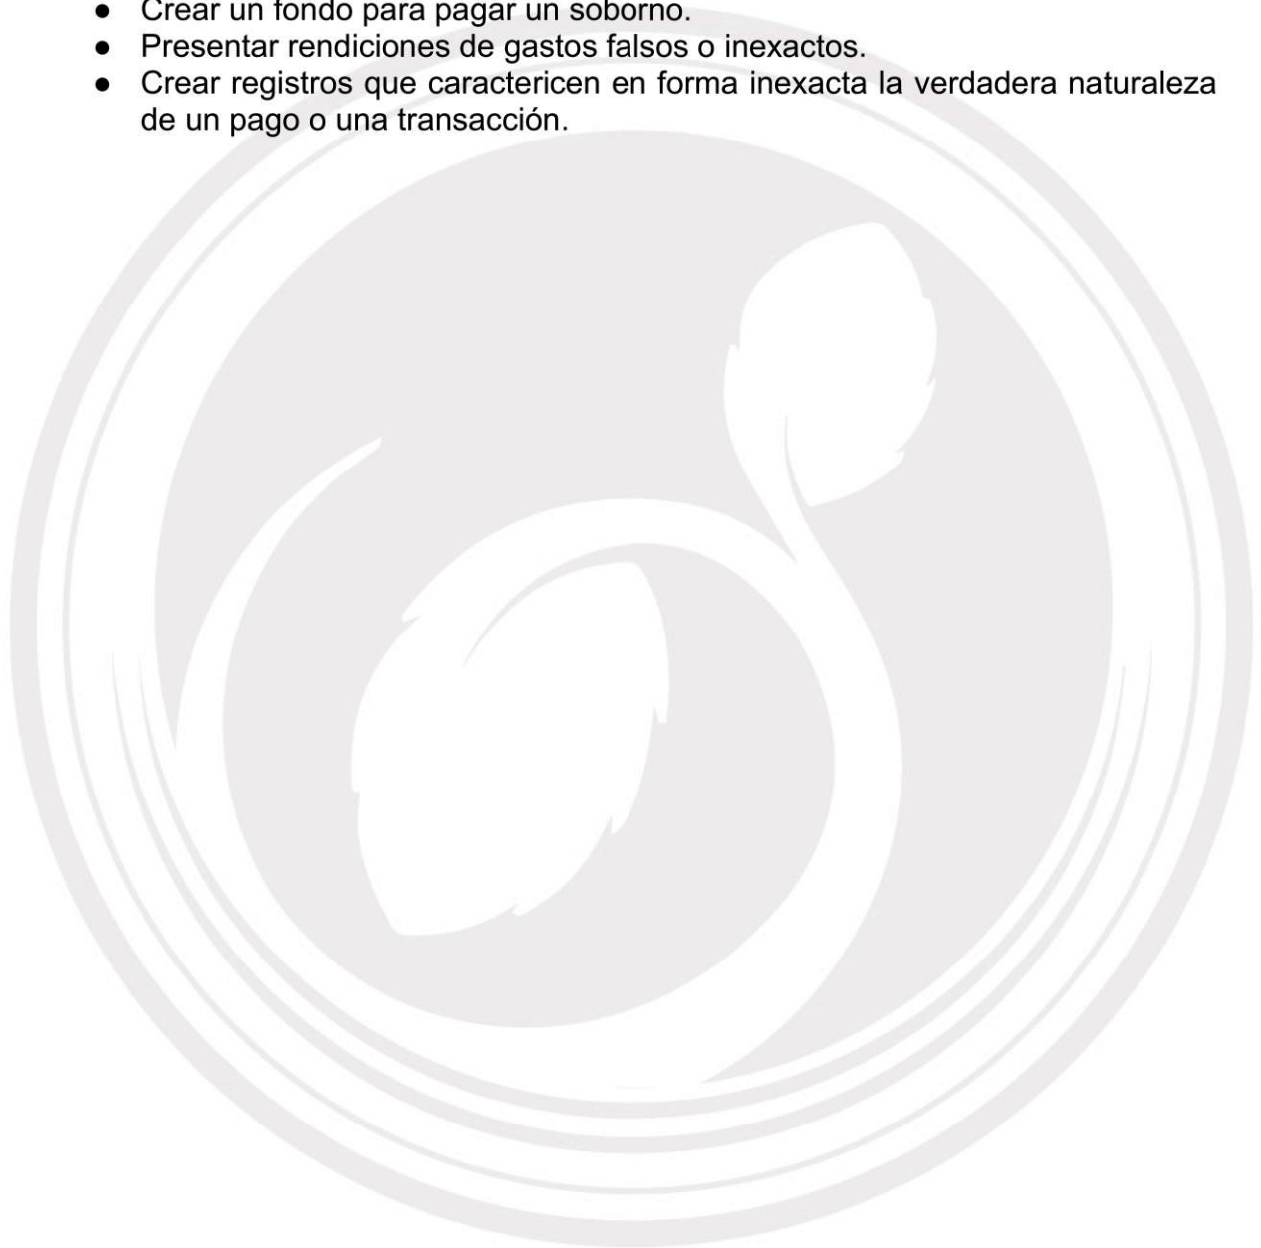 ● Crear un fondo para pagar un soborno.
● Presentar rendiciones de gastos falsos o inexactos.
● Crear registros que caractericen en forma inexacta la verdadera naturaleza
de un pago o una transacción.